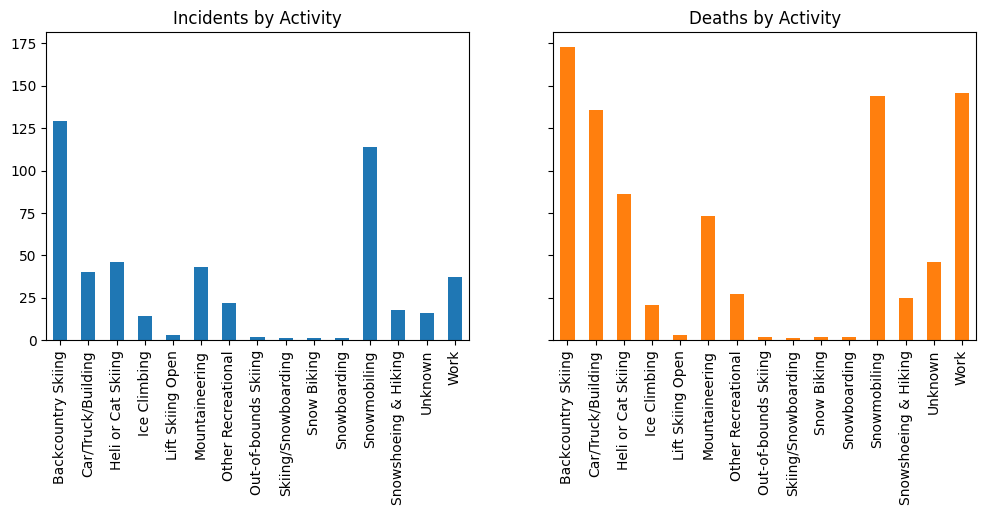 Incidents by Activity
Deaths by Activity
175
150
125
100
75
50
25
0
Backcountry Skiing
Car/Truck/Building
Heli or Cat Skiing
Ice Climbing
Lift Skiing Open
Mountaineering
Other Recreational
Out-of-bounds Skiing
Skiing/Snowboarding
Snow Biking
Snowboarding
Snowmobiling
Snowshoeing & Hiking
Unknown
Work
Backcountry Skiing
Car/Truck/Building
Heli or Cat Skiing
Ice Climbing
Lift Skiing Open
Mountaineering
Other Recreational
Out-of-bounds Skiing
Skiing/Snowboarding
Snow Biking
Snowboarding
Snowmobiling
Snowshoeing & Hiking
Unknown
Work